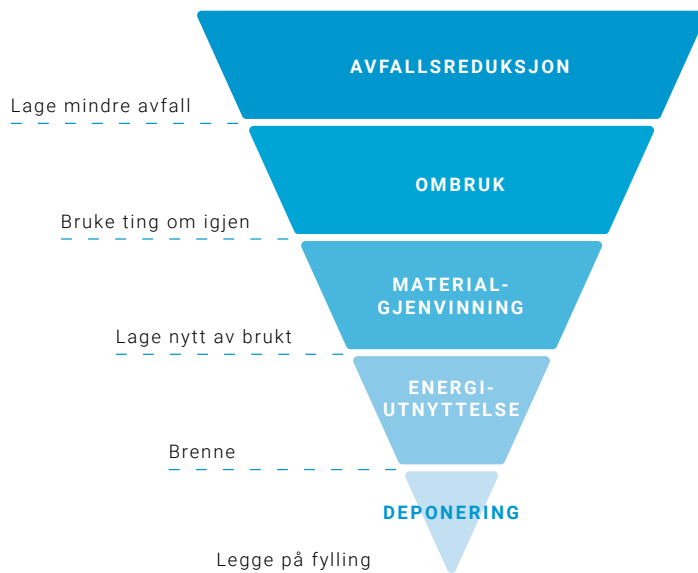 AVFALLSREDUKSJON
Lage mindre avfall
OMBRUK
Bruke ting om igjen
MATERIAL-
GJENVINNING
Lage nytt av brukt
ENERGI-
UTNYTTELSE
Brenne
DEPONERING
Legge på fylling